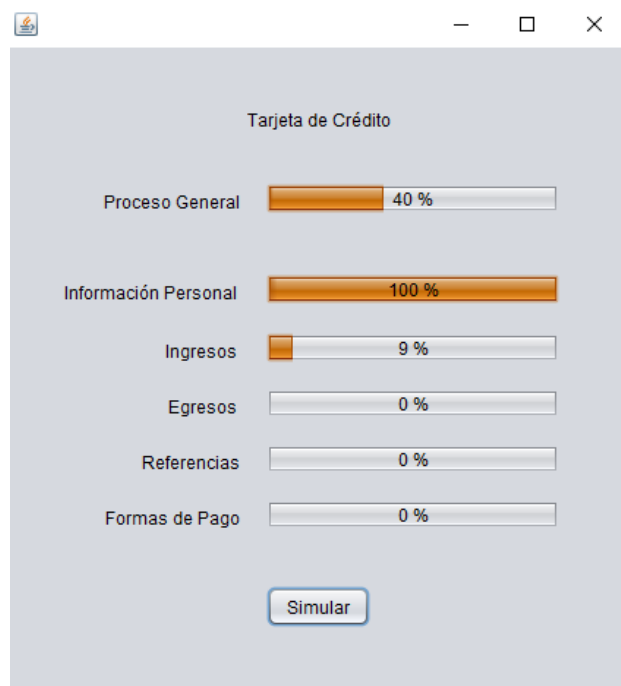 Tarjeta de Crédito
Proceso General 40 %
Información Personal 100 %
Ingresos 9 %
Egresos 0 %
Referencias 0 %
Formas de Pago 0 %
Simular